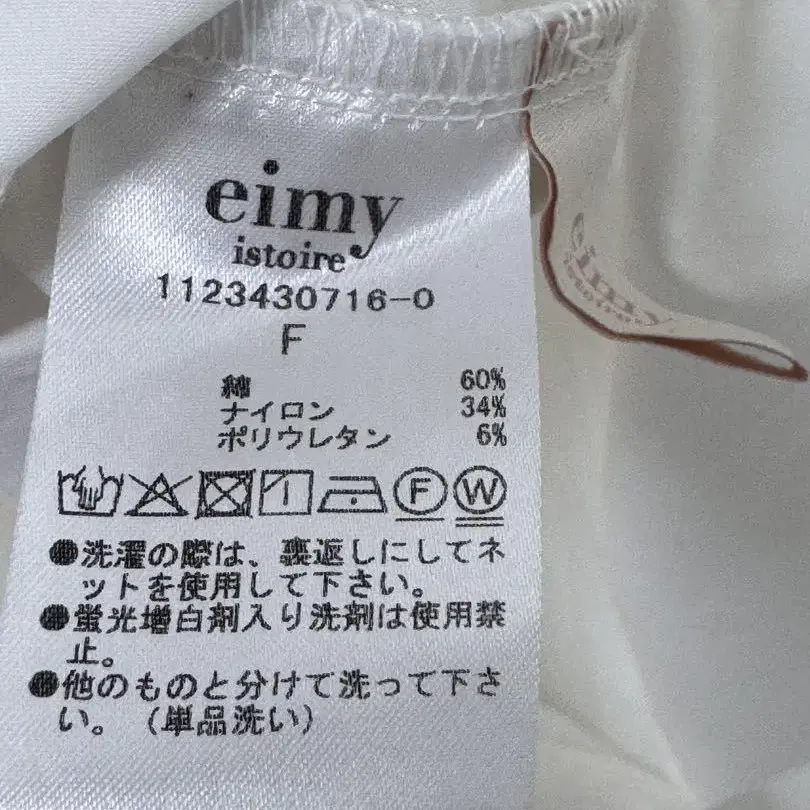 eimy
istoire
1123430716-0
F
綿 60%
ナイロン 34%
ポリウレタン 6%
F W
●洗濯の際は、裏返しにしてネ
ットを使用して下さい。
●蛍光増白剤入り洗剤は使用禁
止。
●他のものと分けて洗って下さ
い。（単品洗い）
eimy
istoire